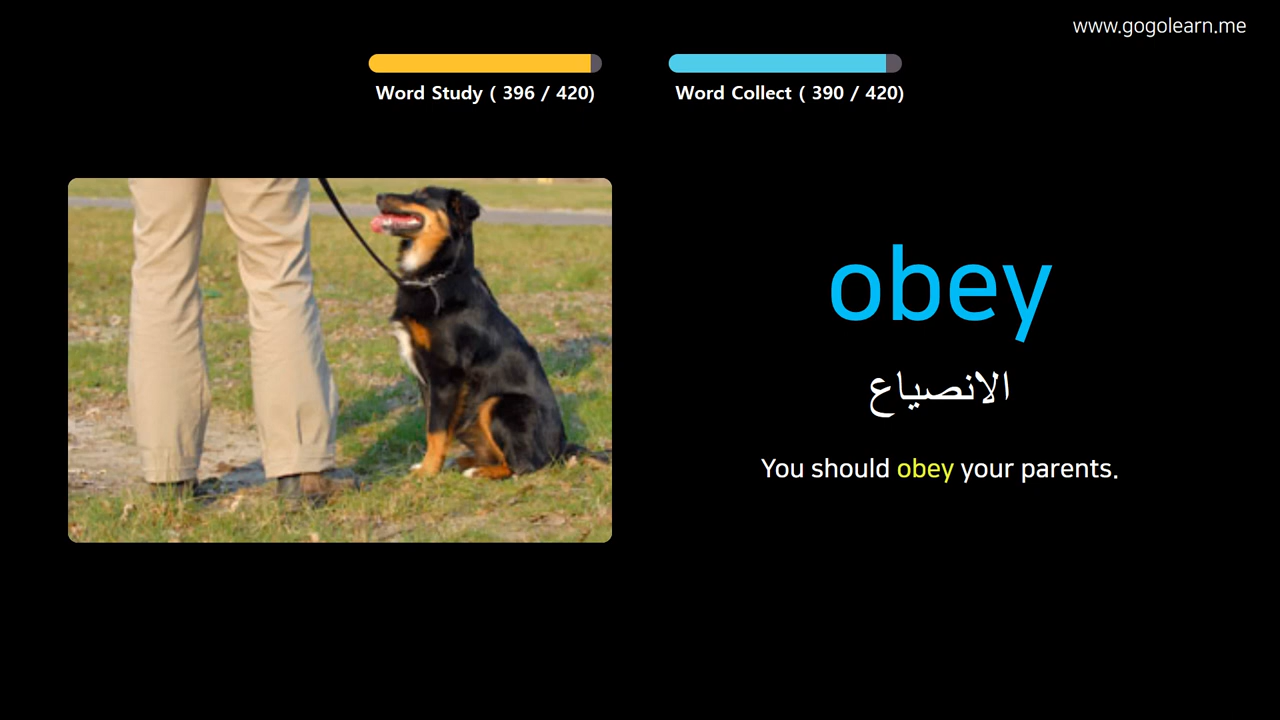 www.gogolearn.me
Word Study ( 396 / 420)
Word Collect ( 390 / 420)
obey
الانصياع
You should obey your parents.